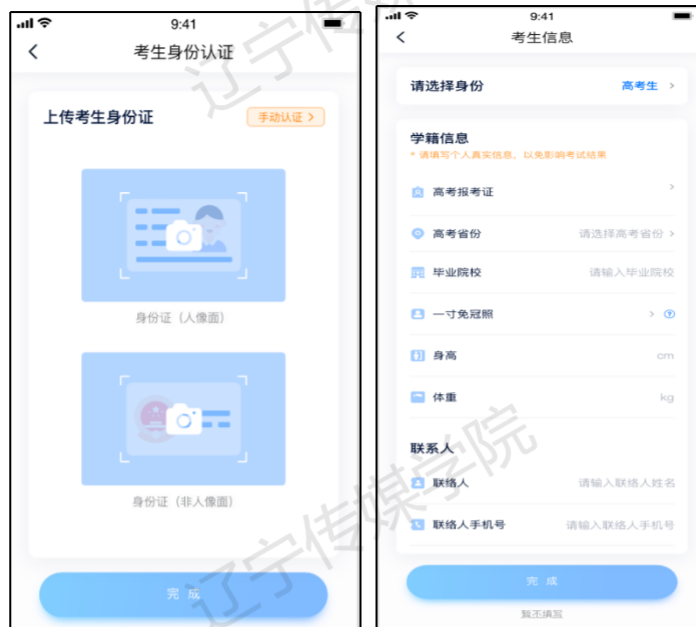 9:41
考生身份认证
上传考生身份证
手动认证 >
身份证（人像面）
身份证（非人像面）
完成
9:41
考生信息
请选择身份
高考生 >
学籍信息
* 请填写个人真实信息，以免影响考试结果
高考报考证 >
高考省份
请选择高考省份 >
毕业院校
请输入毕业院校
一寸免冠照 >
身高
cm
体重
kg
联系人
联络人
请输入联络人姓名
联络人手机号
请输入联络人手机号
完成
暂不填写
辽宁传媒学院
辽宁传媒学院